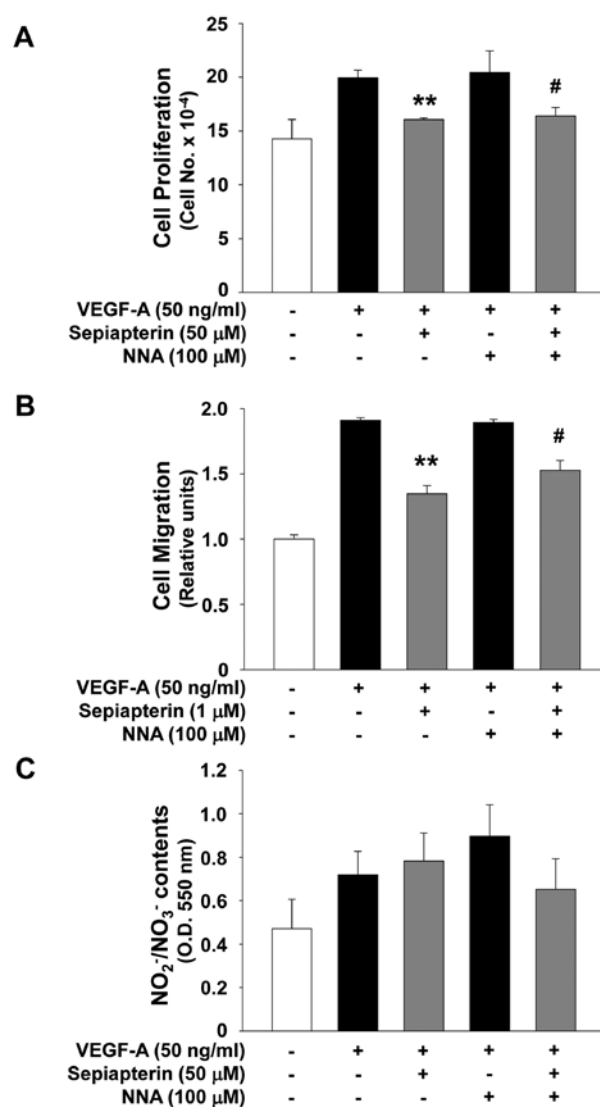 A
Cell Proliferation
(Cell No. x 10⁻⁴)
25
20
15
10
5
0
**
#
VEGF-A (50 ng/ml) - + + + +
Sepiapterin (50 μM) - - + - +
NNA (100 μM) - - - + +
B
Cell Migration
(Relative units)
2.0
1.5
1.0
0.5
0
**
#
VEGF-A (50 ng/ml) - + + + +
Sepiapterin (1 μM) - - + - +
NNA (100 μM) - - - + +
C
NO₂⁻/NO₃⁻ contents
(O.D. 550 nm)
1.2
1.0
0.8
0.6
0.4
0.2
0
VEGF-A (50 ng/ml) - + + + +
Sepiapterin (50 μM) - - + - +
NNA (100 μM) - - - + +